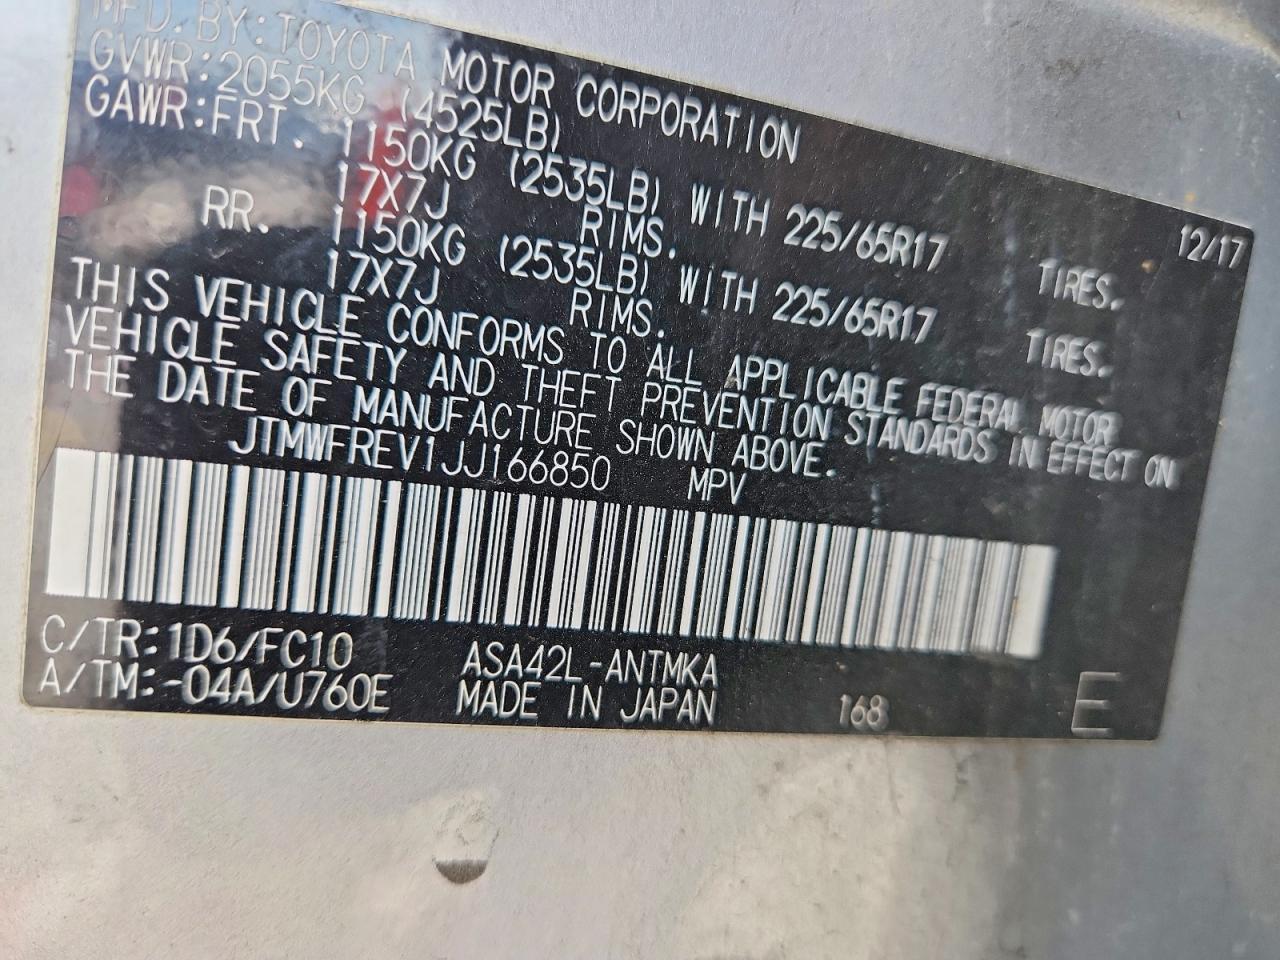 MFD. BY: TOYOTA MOTOR CORPORATION 12/17
GVWR: 2055KG (4525LB)
GAWR: FRT. 1150KG (2535LB) WITH 225/65R17 TIRES.
17X7J RIMS.
RR. 1150KG (2535LB) WITH 225/65R17 TIRES.
17X7J RIMS.
THIS VEHICLE CONFORMS TO ALL APPLICABLE FEDERAL MOTOR
VEHICLE SAFETY AND THEFT PREVENTION STANDARDS IN EFFECT ON
THE DATE OF MANUFACTURE SHOWN ABOVE.
JTMWFREV1JJ166850 MPV
C/TR: 1D6/FC10 ASA42L-ANTMKA
A/TM: -04A/U760E MADE IN JAPAN 168 E